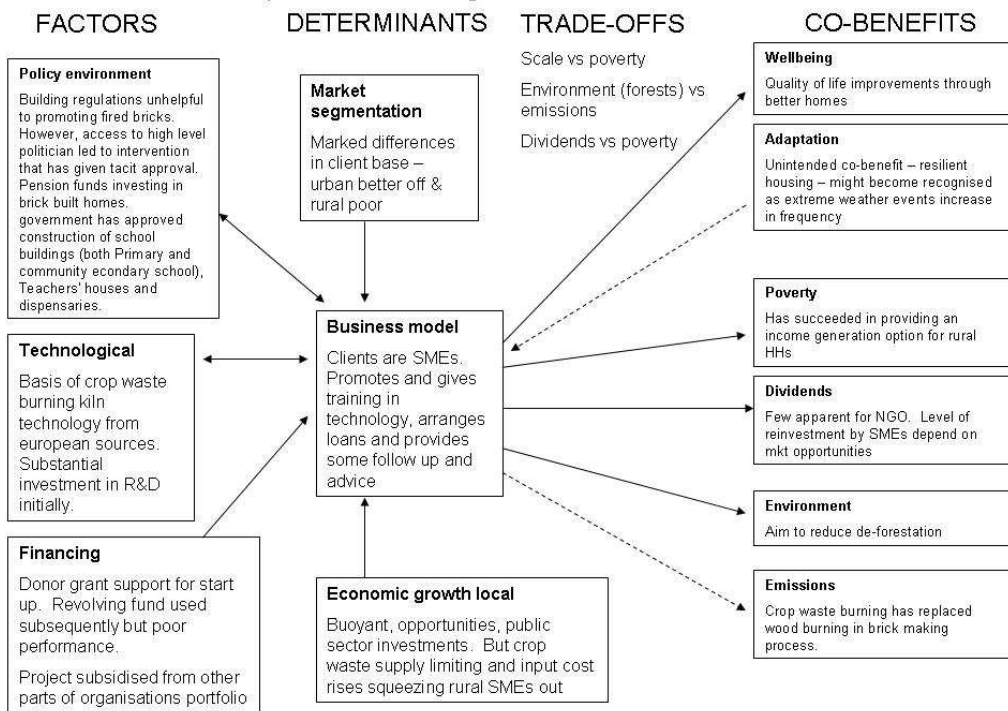 FACTORS
Policy environment
Building regulations unhelpful
to promoting fired bricks.
However, access to high level
politician led to intervention
that has given tacit approval.
Pension funds investing in
brick built homes.
government has approved
construction of school
buildings (both Primary and
community econdary school),
Teachers' houses and
dispensaries.
Technological
Basis of crop waste
burning kiln
technology from
european sources.
Substantial
investment in R&D
initially.
Financing
Donor grant support for start
up. Revolving fund used
subsequently but poor
performance.
Project subsidised from other
parts of organisations portfolio
DETERMINANTS
Market
segmentation
Marked differences
in client base –
urban better off &
rural poor
Business model
Clients are SMEs.
Promotes and gives
training in
technology, arranges
loans and provides
some follow up and
advice
Economic growth local
Buoyant, opportunities, public
sector investments. But crop
waste supply limiting and input cost
rises squeezing rural SMEs out
TRADE-OFFS
Scale vs poverty
Environment (forests) vs
emissions
Dividends vs poverty
CO-BENEFITS
Wellbeing
Quality of life improvements through
better homes
Adaptation
Unintended co-benefit – resilient
housing – might become recognised
as extreme weather events increase
in frequency
Poverty
Has succeeded in providing an
income generation option for rural
HHs
Dividends
Few apparent for NGO. Level of
reinvestment by SMEs depend on
mkt opportunities
Environment
Aim to reduce de-forestation
Emissions
Crop waste burning has replaced
wood burning in brick making
process.